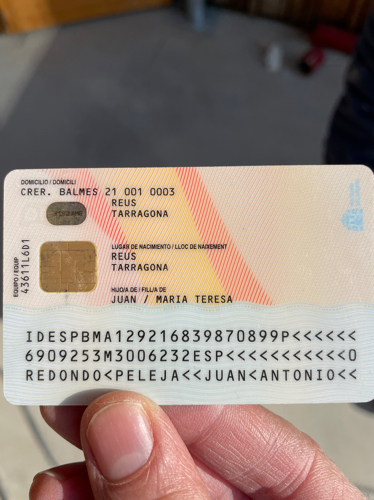 DOMICILIO / DOMICILI
CRER. BALMES 21 001 0003
REUS
TARRAGONA
LUGAR DE NACIMIENTO / LLOC DE NAIXEMENT
REUS
TARRAGONA
HIJO/A DE / FILL/A DE
JUAN / MARIA TERESA
EQUIPO / EQUIP
43611L6D1
IDESPBMA129216839870899P<<<<<<
6909253M3006232ESP<<<<<<<<<<<0
REDONDO<PELEJA<<JUAN<ANTONIO<<